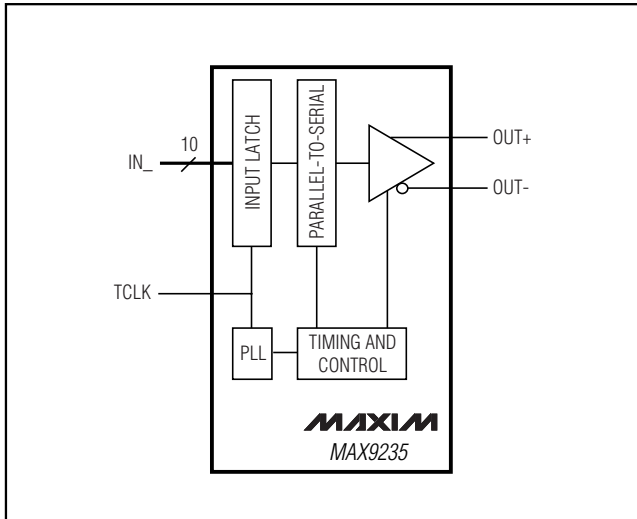 IN_
10
INPUT LATCH
PARALLEL-TO-SERIAL
OUT+
OUT-
TCLK
PLL
TIMING AND
CONTROL
MAXIM
MAX9235